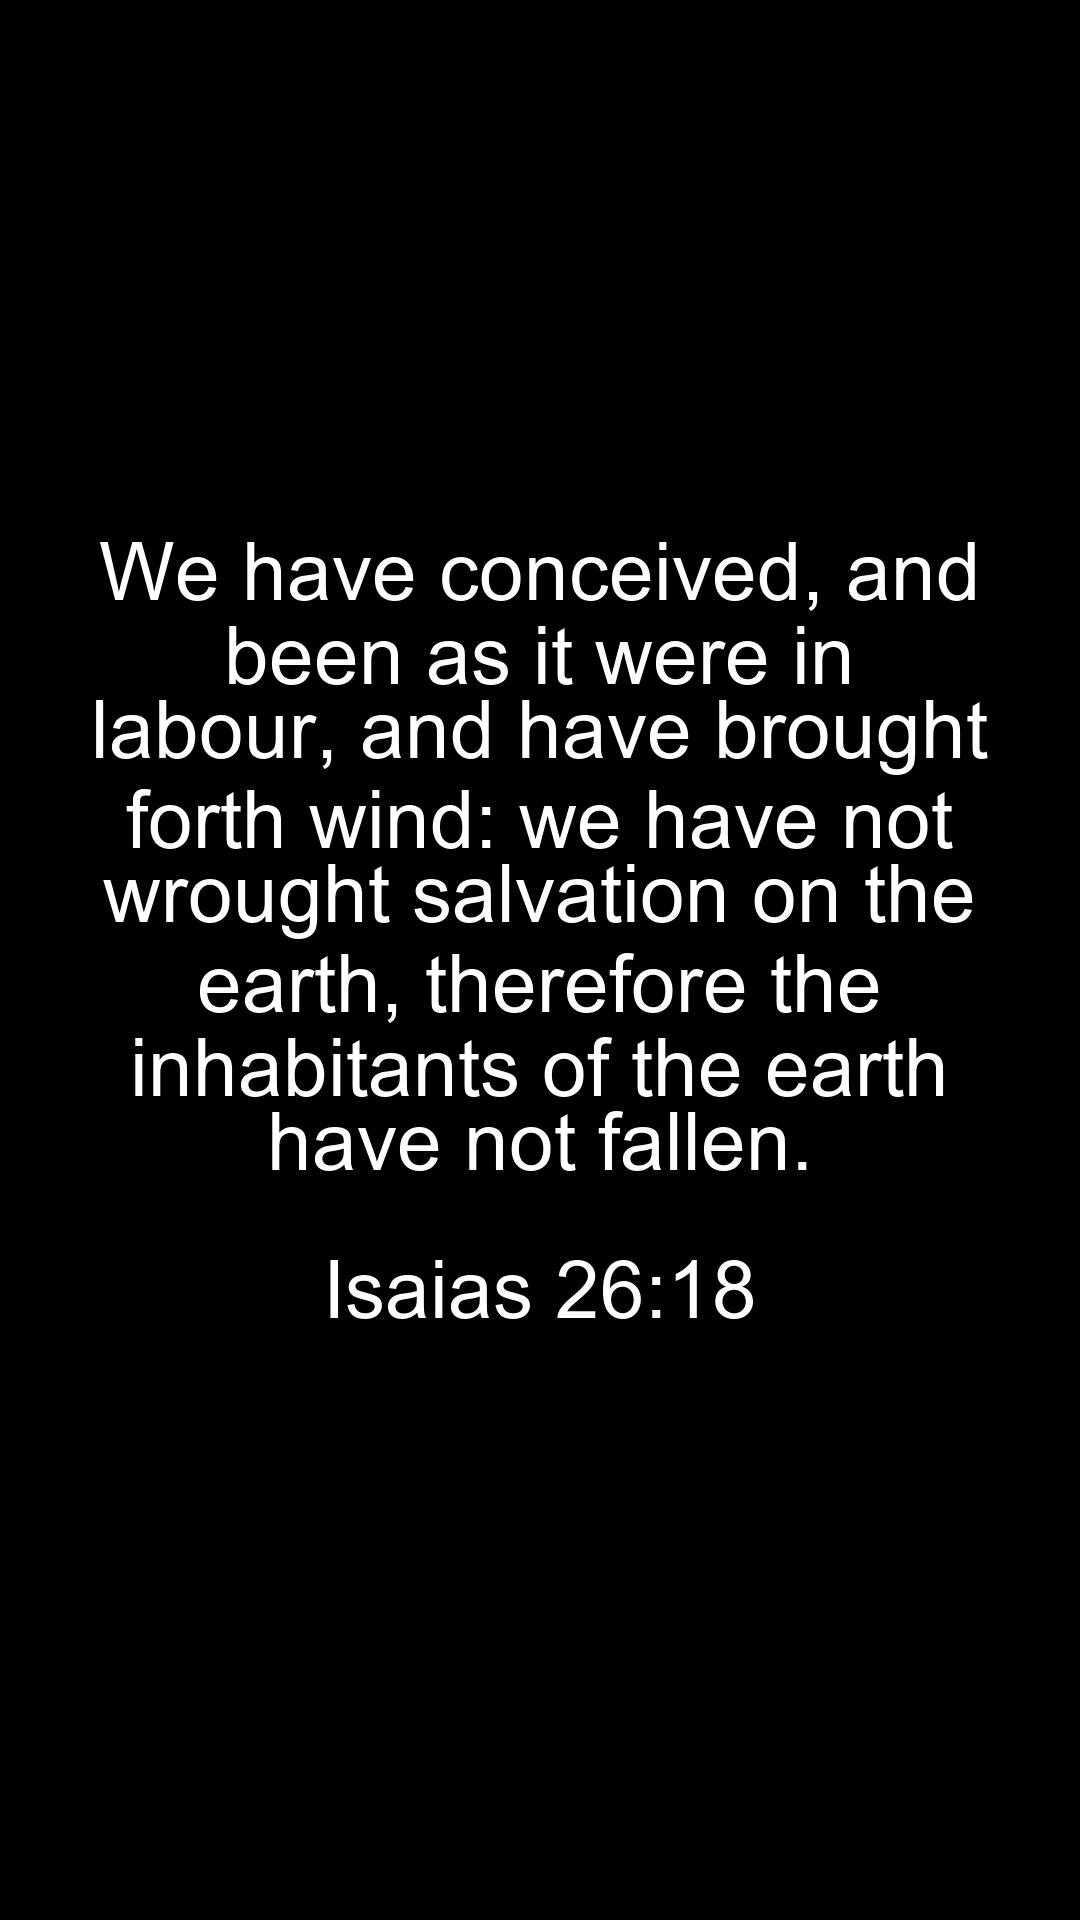 We have conceived, and
been as it were in
labour, and have brought
forth wind: we have not
wrought salvation on the
earth, therefore the
inhabitants of the earth
have not fallen.
Isaias 26:18